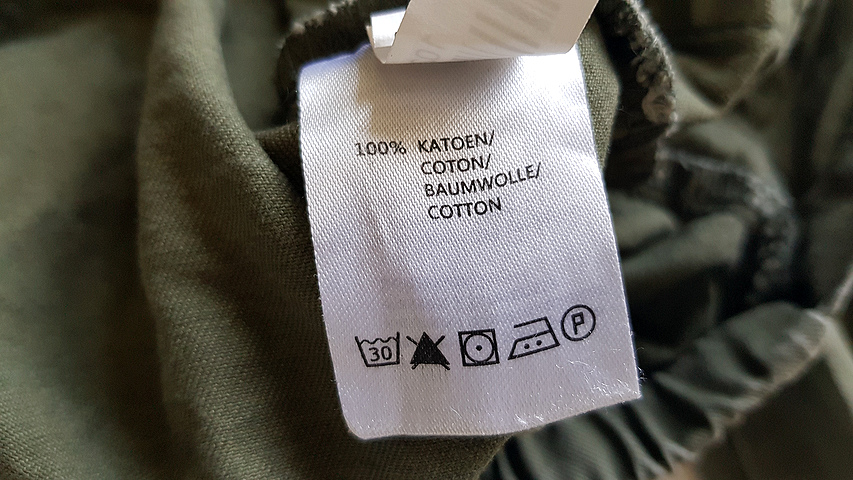 100% KATOEN/
COTON/
BAUMWOLLE/
COTTON
30 P